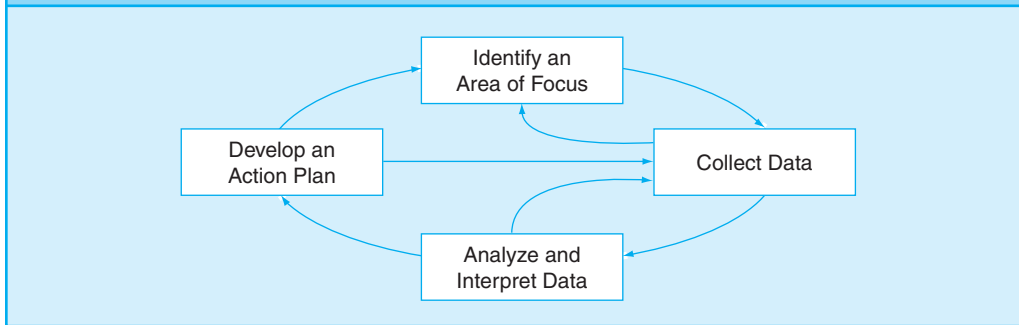 Identify an
Area of Focus
Develop an
Action Plan
Collect Data
Analyze and
Interpret Data